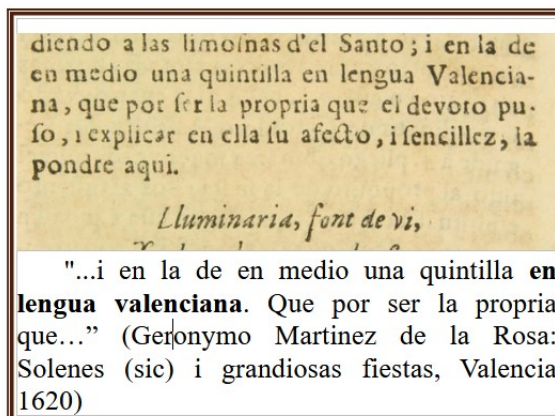 diendo a las limoſnas d'el Santo; i en la de
en medio una quintilla en lengua Valencia-
na, que por ſer la propria que el devoto pu-
ſo, i explicar en ella ſu afecto, i ſencillez, la
pondre aqui.
Lluminaria, font de vi,
"...i en la de en medio una quintilla en
lengua valenciana. Que por ser la propria
que…” (Geronymo Martinez de la Rosa:
Solenes (sic) i grandiosas fiestas, Valencia
1620)